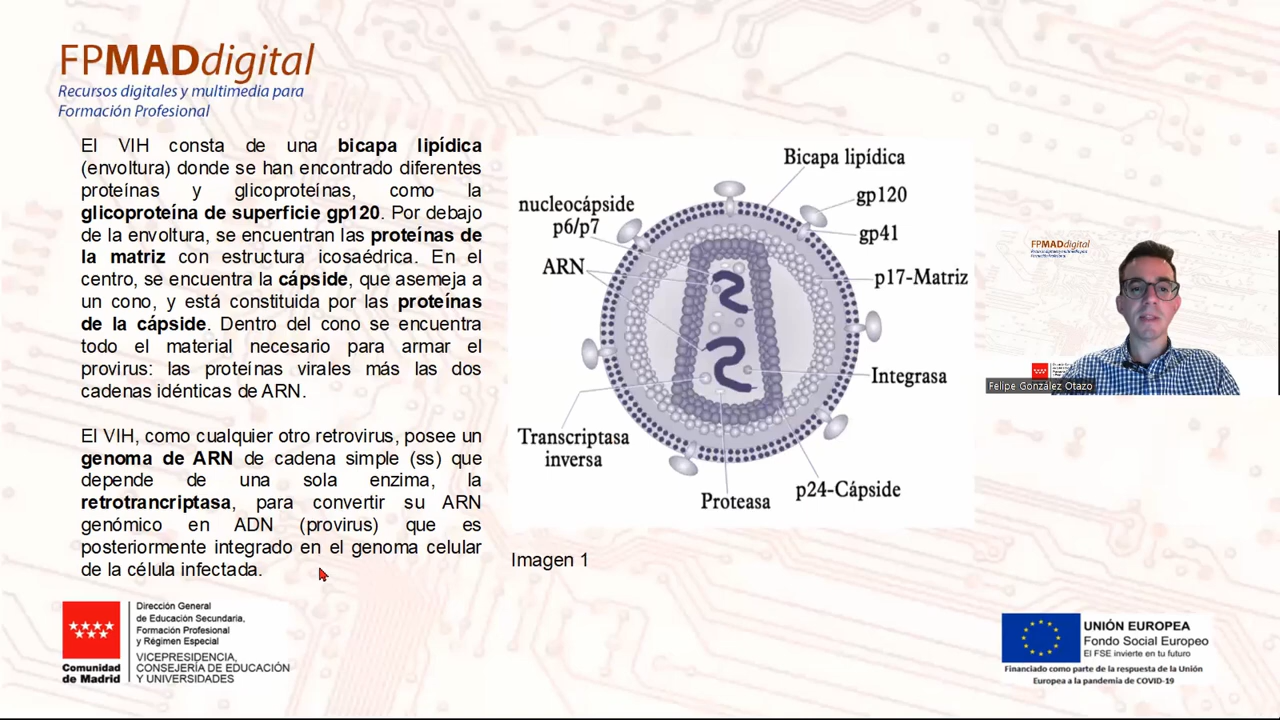 FPMADdigital
Recursos digitales y multimedia para
Formación Profesional
El VIH consta de una bicapa lipídica
(envoltura) donde se han encontrado diferentes
proteínas y glicoproteínas, como la
glicoproteína de superficie gp120. Por debajo
de la envoltura, se encuentran las proteínas de
la matriz con estructura icosaédrica. En el
centro, se encuentra la cápside, que asemeja a
un cono, y está constituida por las proteínas
de la cápside. Dentro del cono se encuentra
todo el material necesario para armar el
provirus: las proteínas virales más las dos
cadenas idénticas de ARN.
El VIH, como cualquier otro retrovirus, posee un
genoma de ARN de cadena simple (ss) que
depende de una sola enzima, la
retrotrancriptasa, para convertir su ARN
genómico en ADN (provirus) que es
posteriormente integrado en el genoma celular
de la célula infectada.
Bicapa lipídica
gp120
gp41
p17-Matriz
Integrasa
p24-Cápside
Proteasa
Transcriptasa
inversa
ARN
nucleocápside
p6/p7
Imagen 1
FPMADdigital
Felipe González Otazo
Comunidad
de Madrid
Dirección General
de Educación Secundaria,
Formación Profesional
y Régimen Especial
VICEPRESIDENCIA,
CONSEJERÍA DE EDUCACIÓN
Y UNIVERSIDADES
UNIÓN EUROPEA
Fondo Social Europeo
El FSE invierte en tu futuro
Financiado como parte de la respuesta de la Unión
Europea a la pandemia de COVID-19